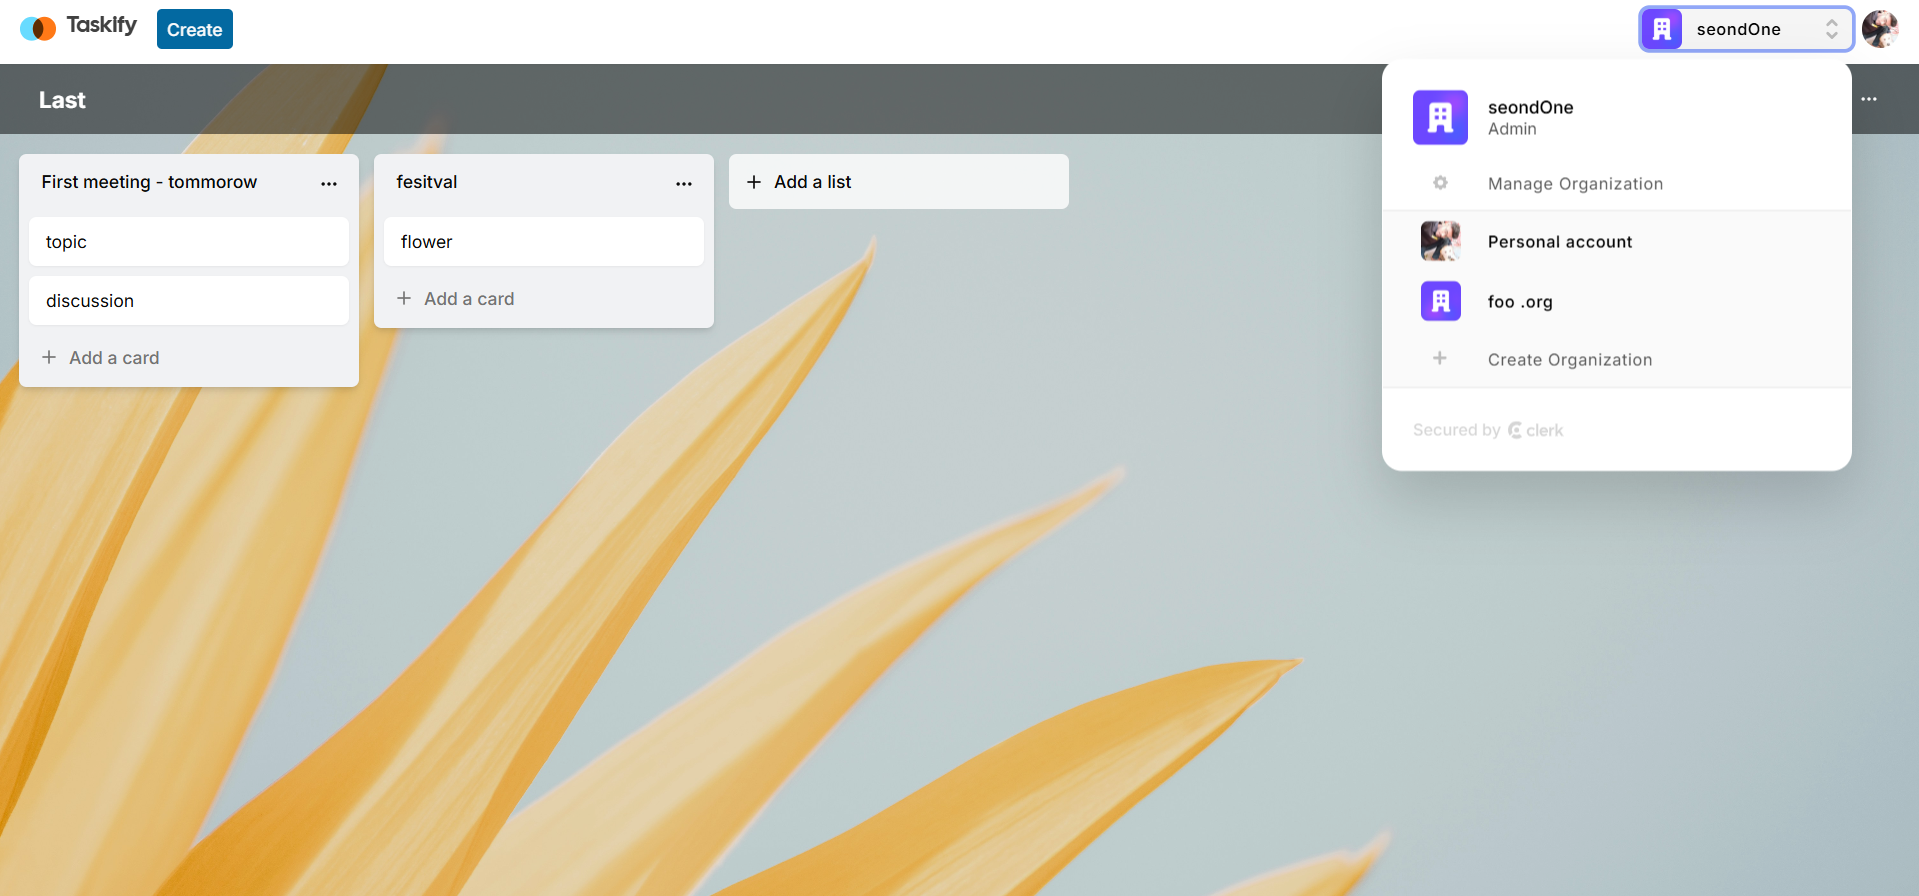 Taskify
Create
seondOne
Last
...
seondOne
Admin
Manage Organization
Personal account
foo .org
Create Organization
Secured by clerk
First meeting - tommorow ...
topic
discussion
+ Add a card
fesitval ...
flower
+ Add a card
+ Add a list